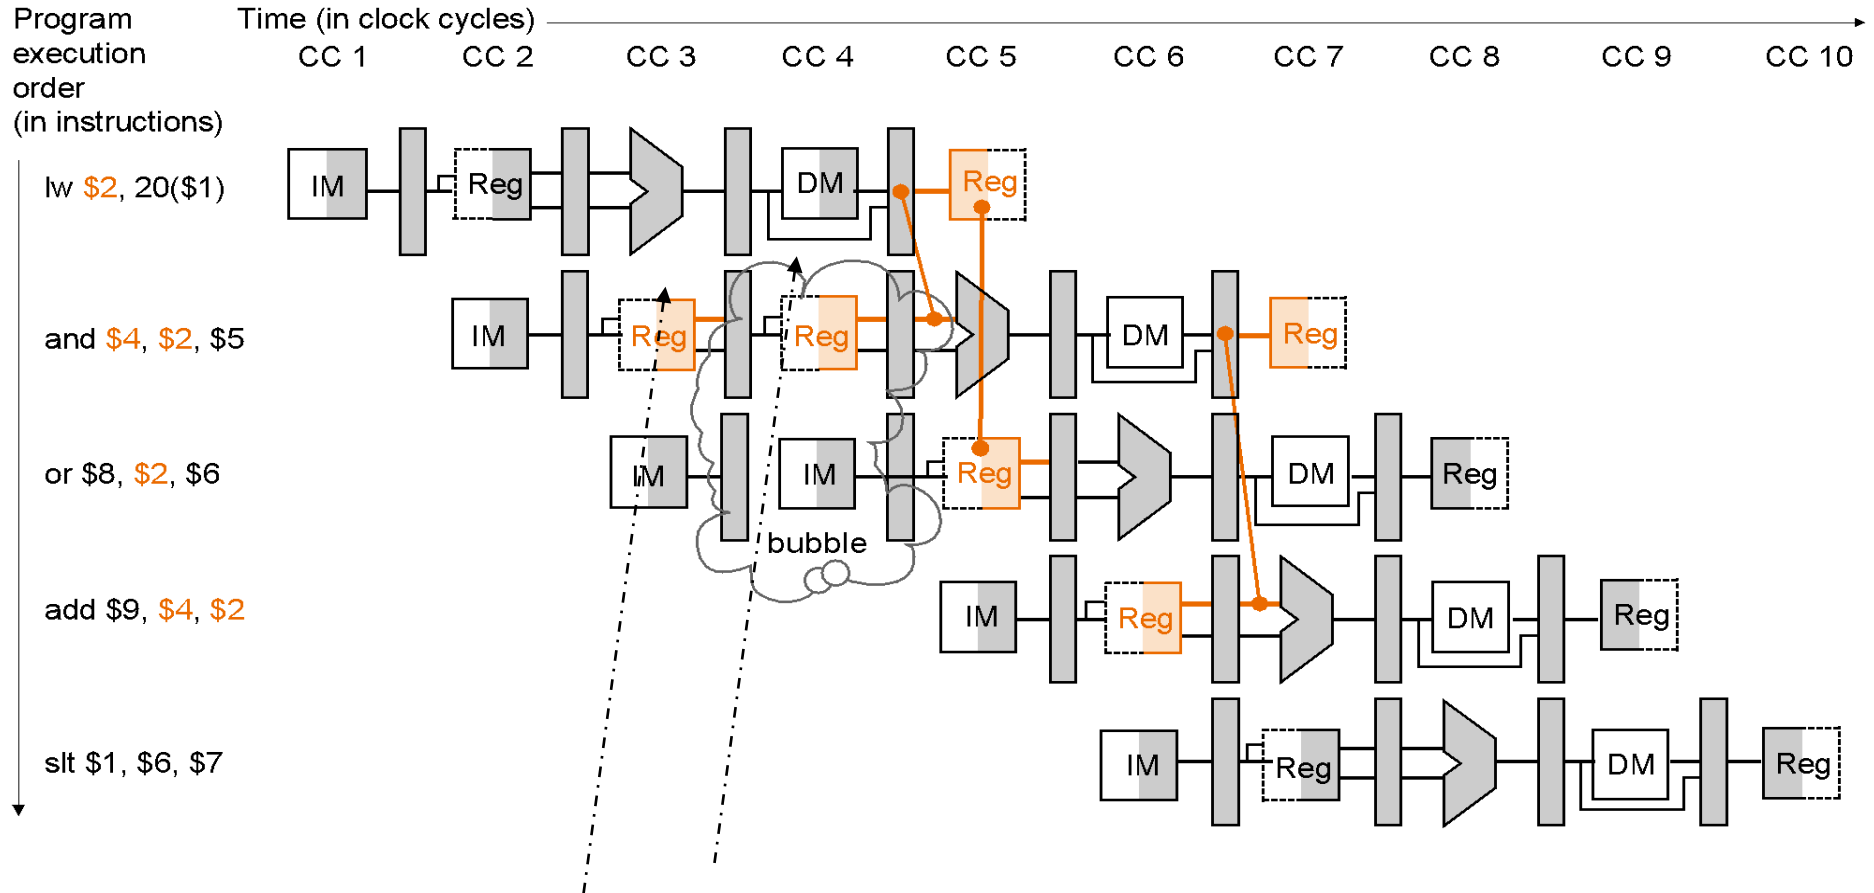 Program
execution
order
(in instructions)
Time (in clock cycles)
CC 1 CC 2 CC 3 CC 4 CC 5 CC 6 CC 7 CC 8 CC 9 CC 10
lw $2, 20($1) IM Reg DM Reg
and $4, $2, $5 IM Reg Reg DM Reg
or $8, $2, $6 IM IM Reg DM Reg
bubble
add $9, $4, $2 IM Reg DM Reg
slt $1, $6, $7 IM Reg DM Reg